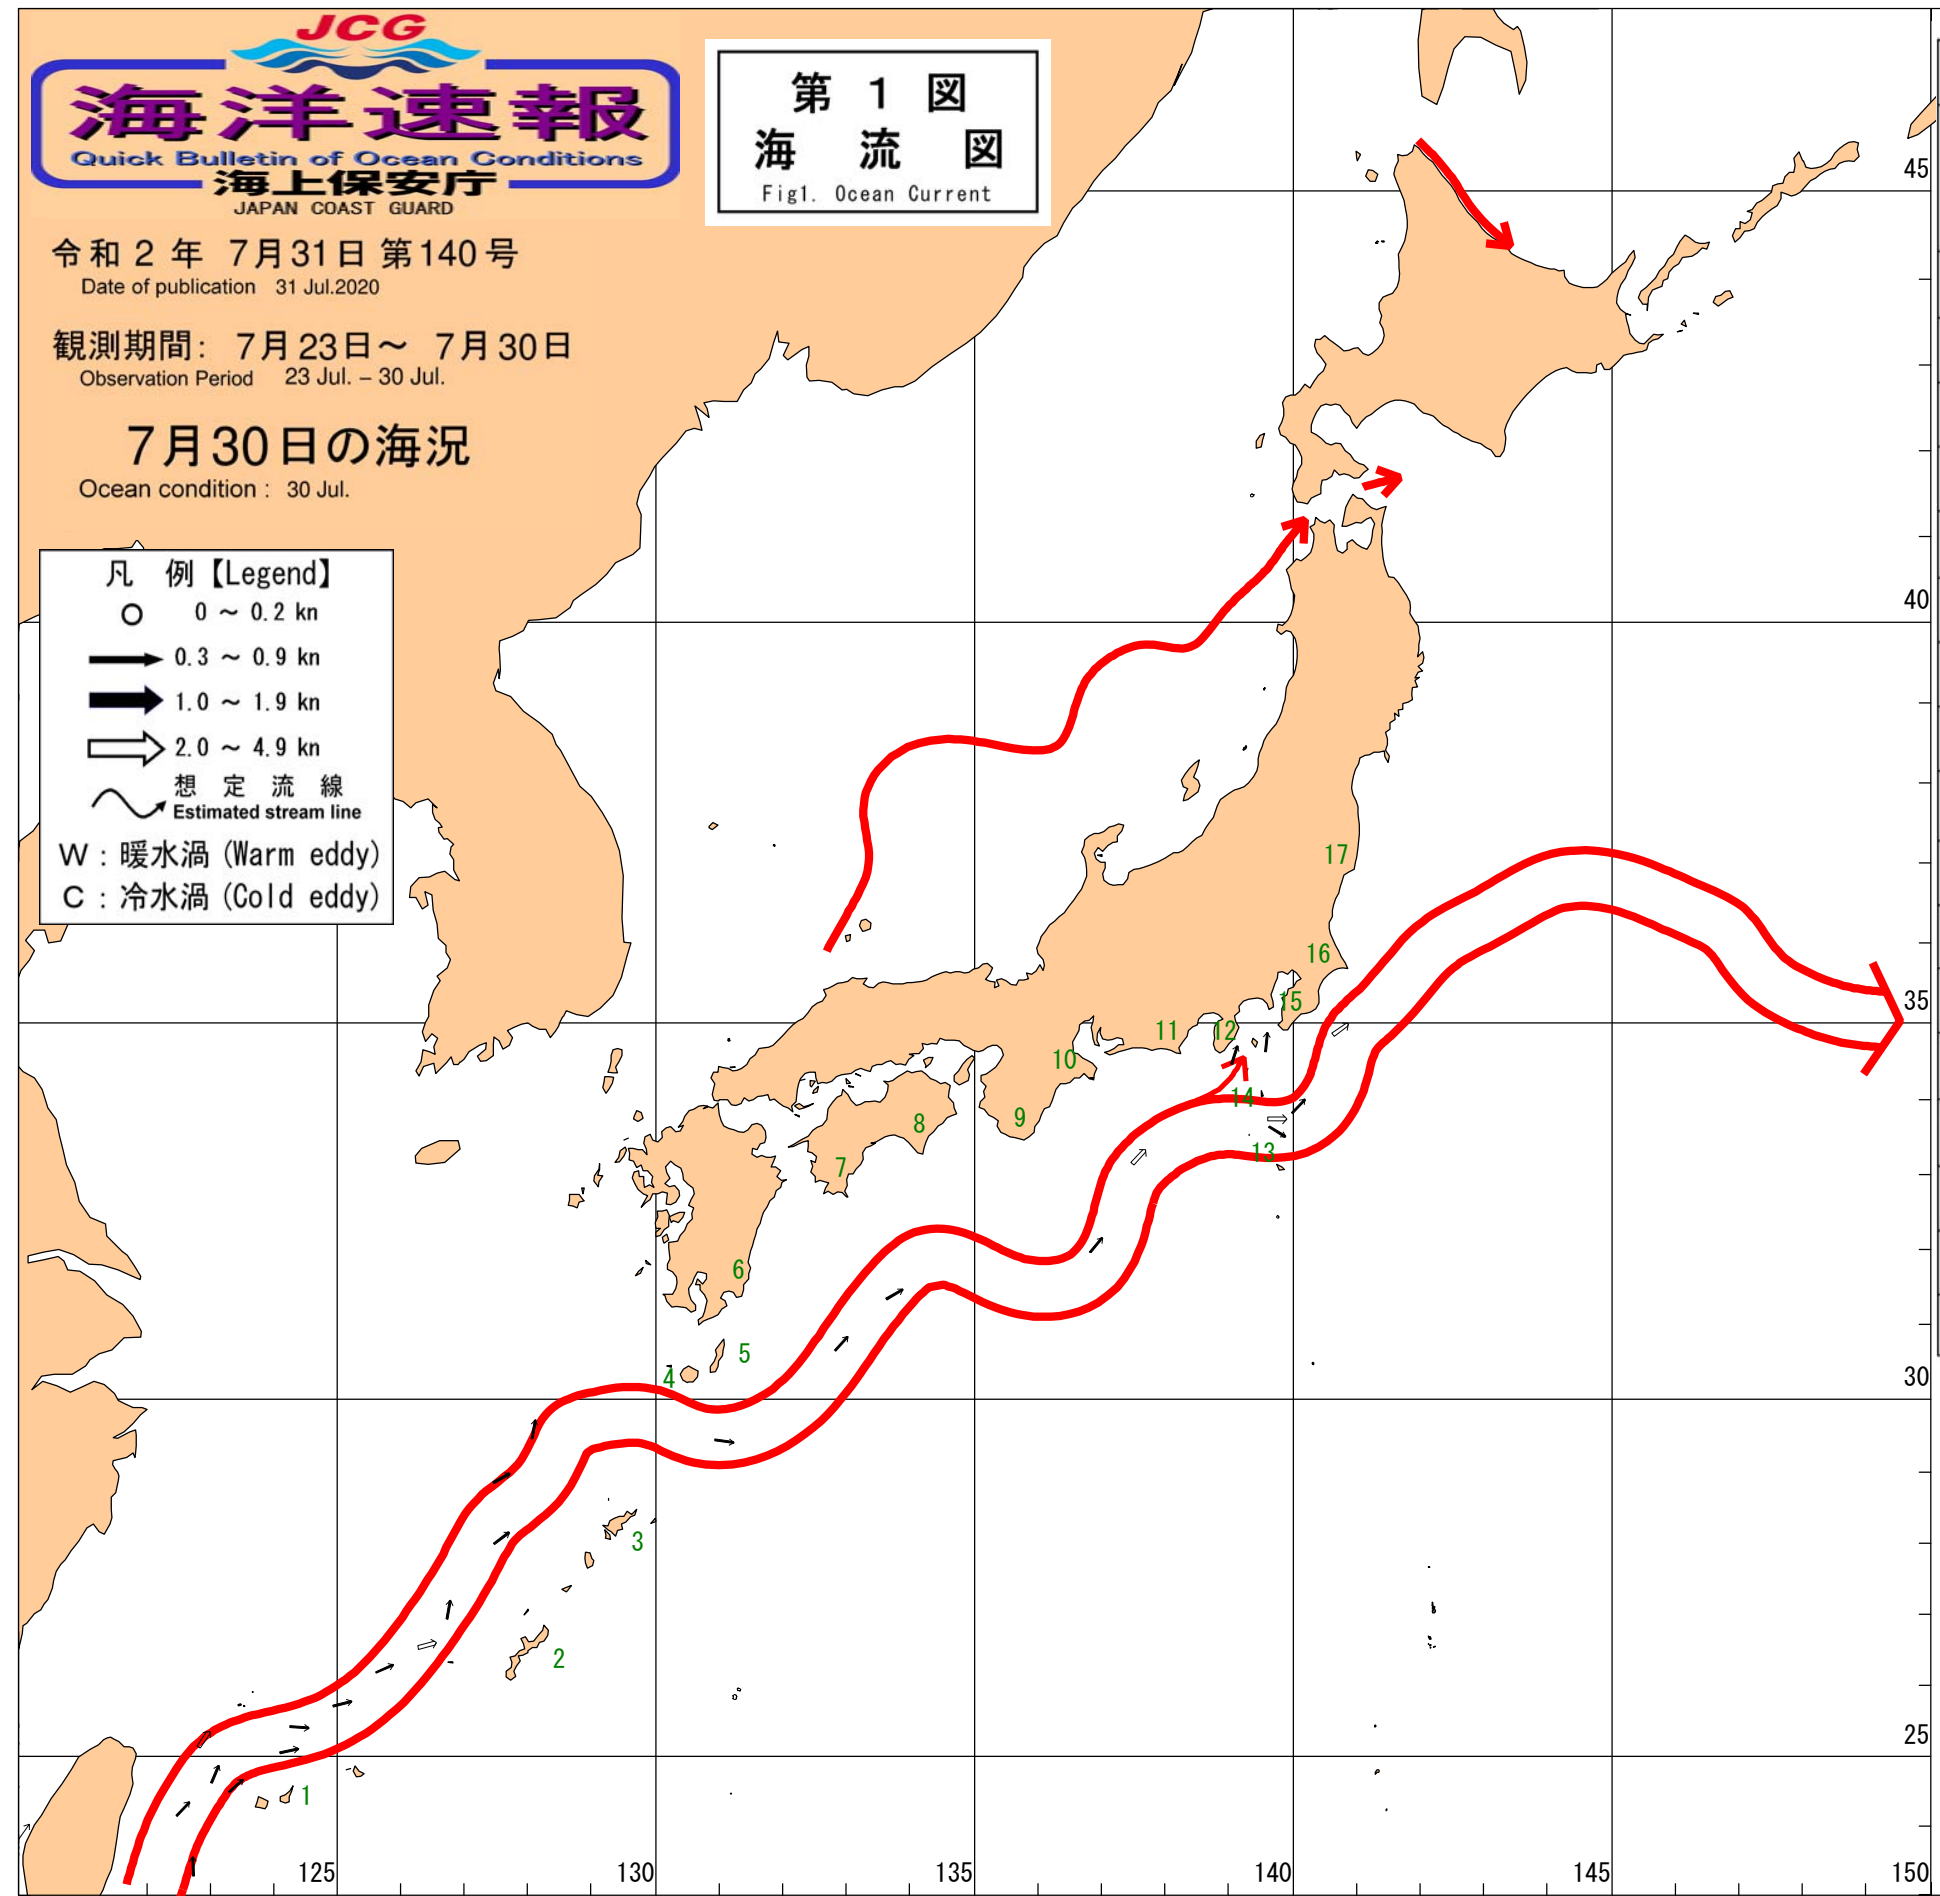 JCG
海洋速報
Quick Bulletin of Ocean Conditions
海上保安庁
JAPAN COAST GUARD
令和 2 年 7月31日 第140号
Date of publication 31 Jul.2020
観測期間: 7月23日～ 7月30日
Observation Period 23 Jul. – 30 Jul.
7月30日の海況
Ocean condition : 30 Jul.
第 1 図
海 流 図
Fig1. Ocean Current
凡 例【Legend】
0 ～ 0.2 kn
0.3 ～ 0.9 kn
1.0 ～ 1.9 kn
2.0 ～ 4.9 kn
想 定 流 線
Estimated stream line
W : 暖水渦 (Warm eddy)
C : 冷水渦 (Cold eddy)
45
40
17
16
35
15
12
11
10
14
9
8
13
7
6
5
4
30
3
2
25
1
125
130
135
140
145
150